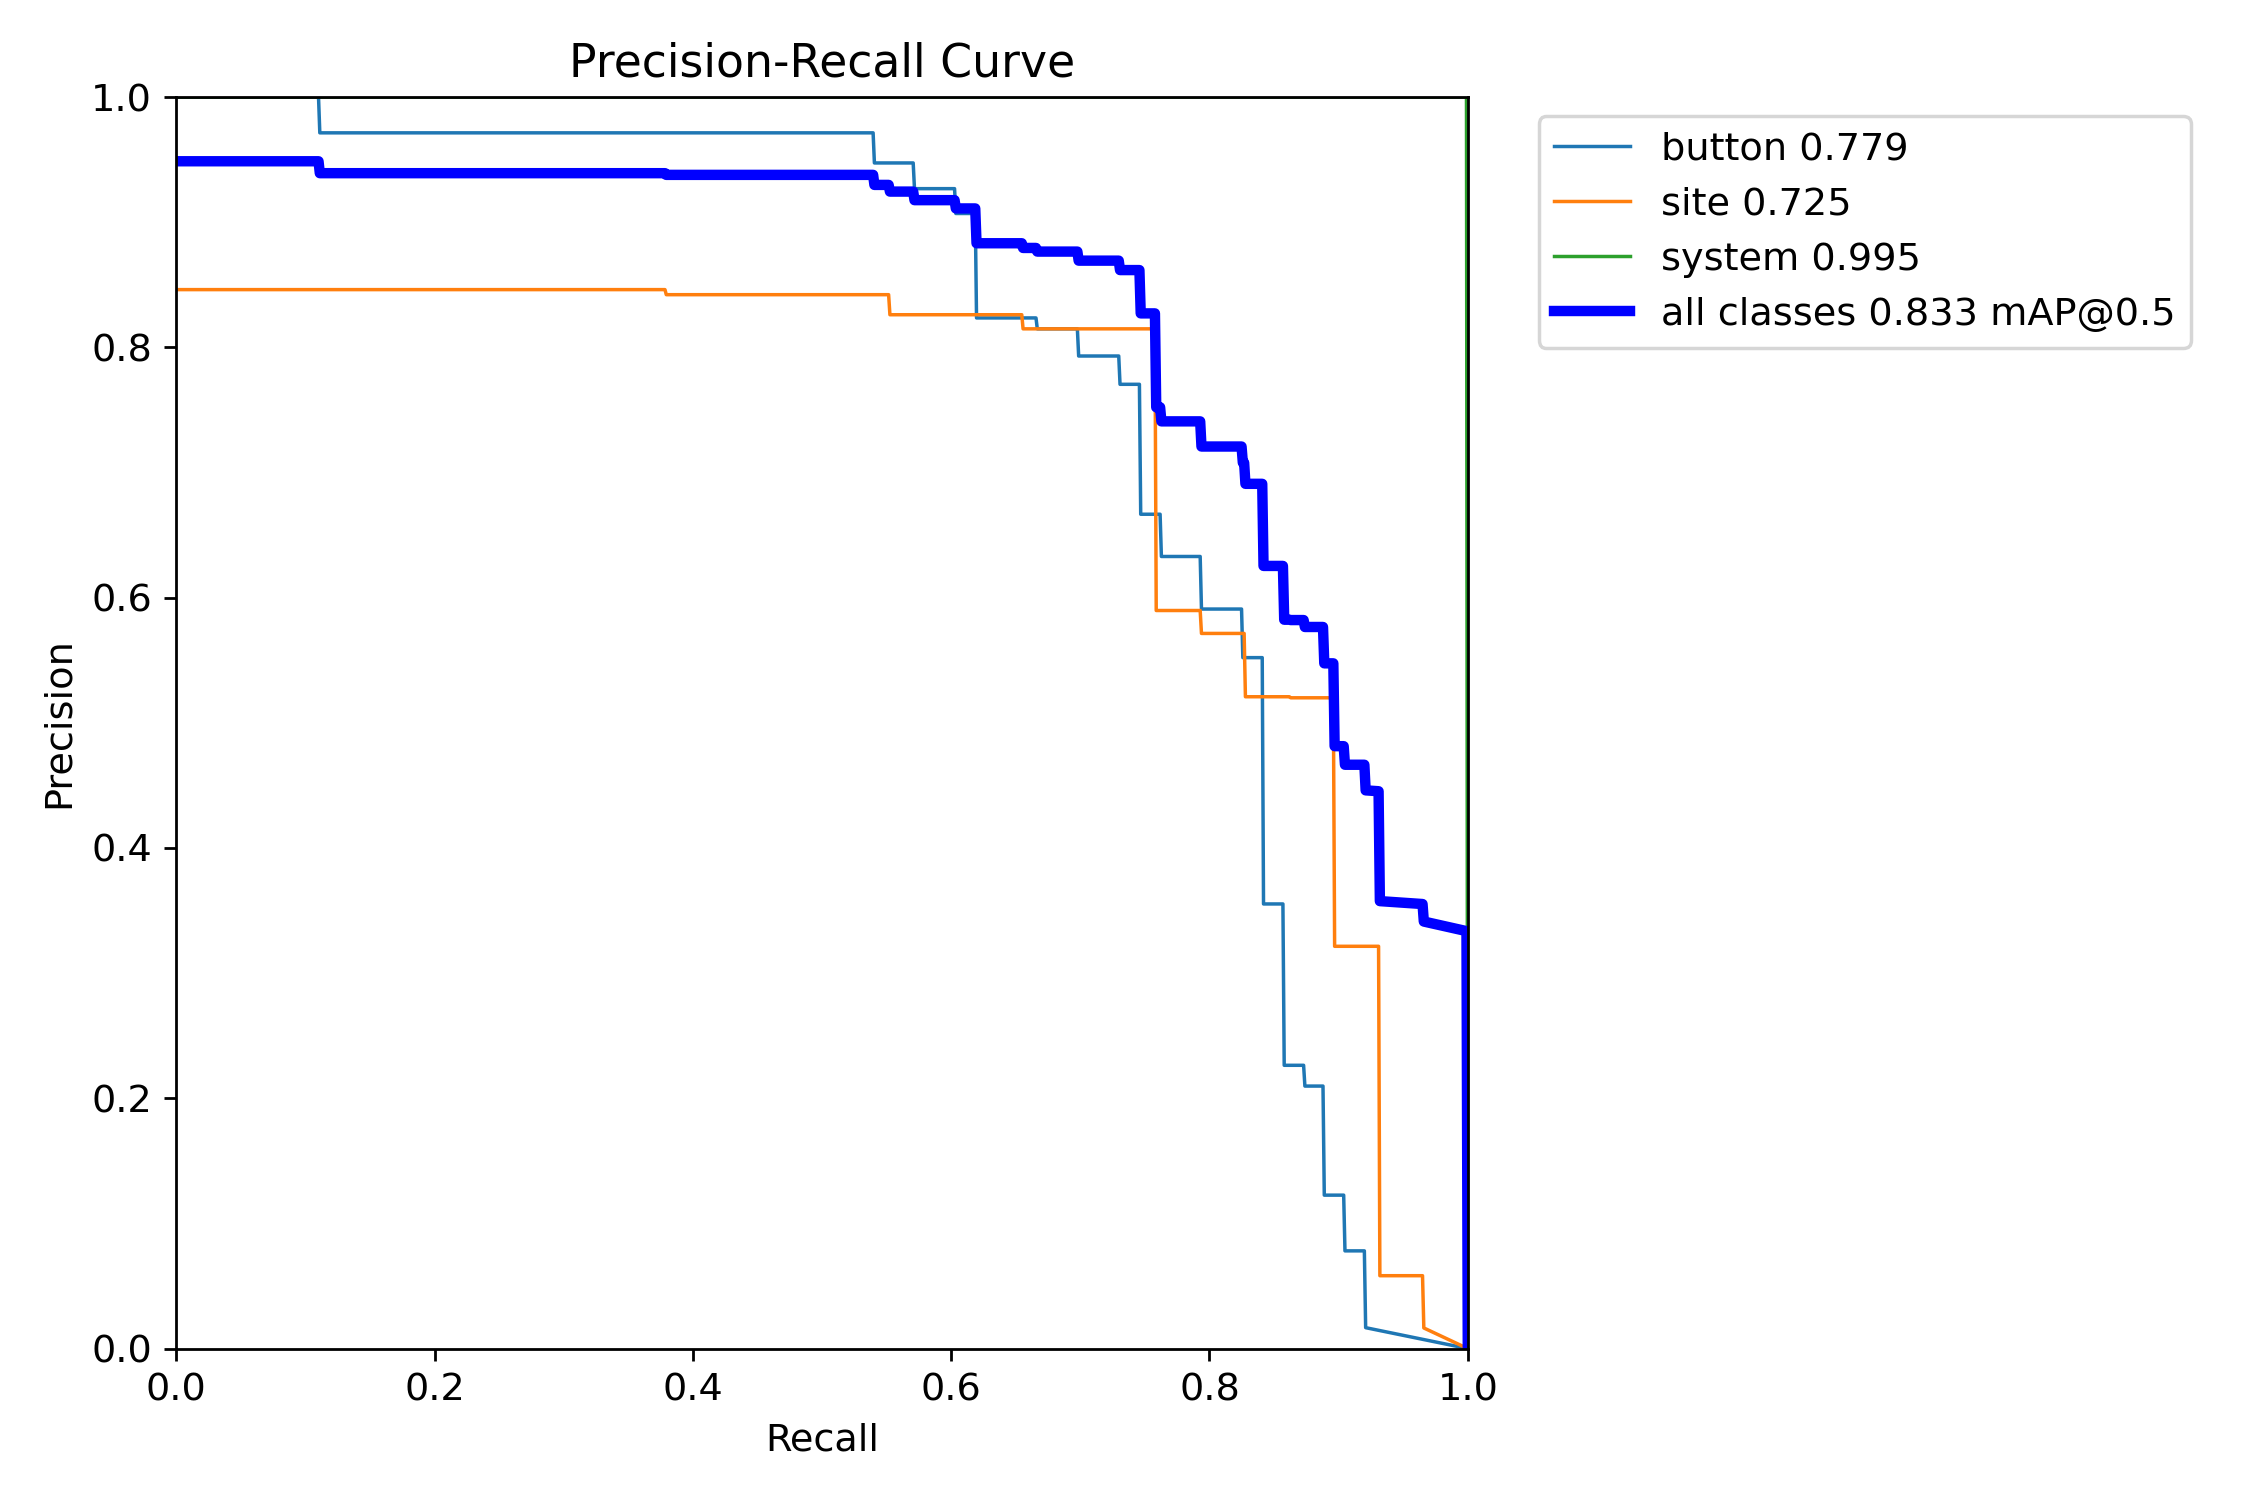 Precision-Recall Curve
1.0
0.8
0.6
0.4
0.2
0.0
Precision
0.0 0.2 0.4 0.6 0.8 1.0
Recall
button 0.779
site 0.725
system 0.995
all classes 0.833 mAP@0.5